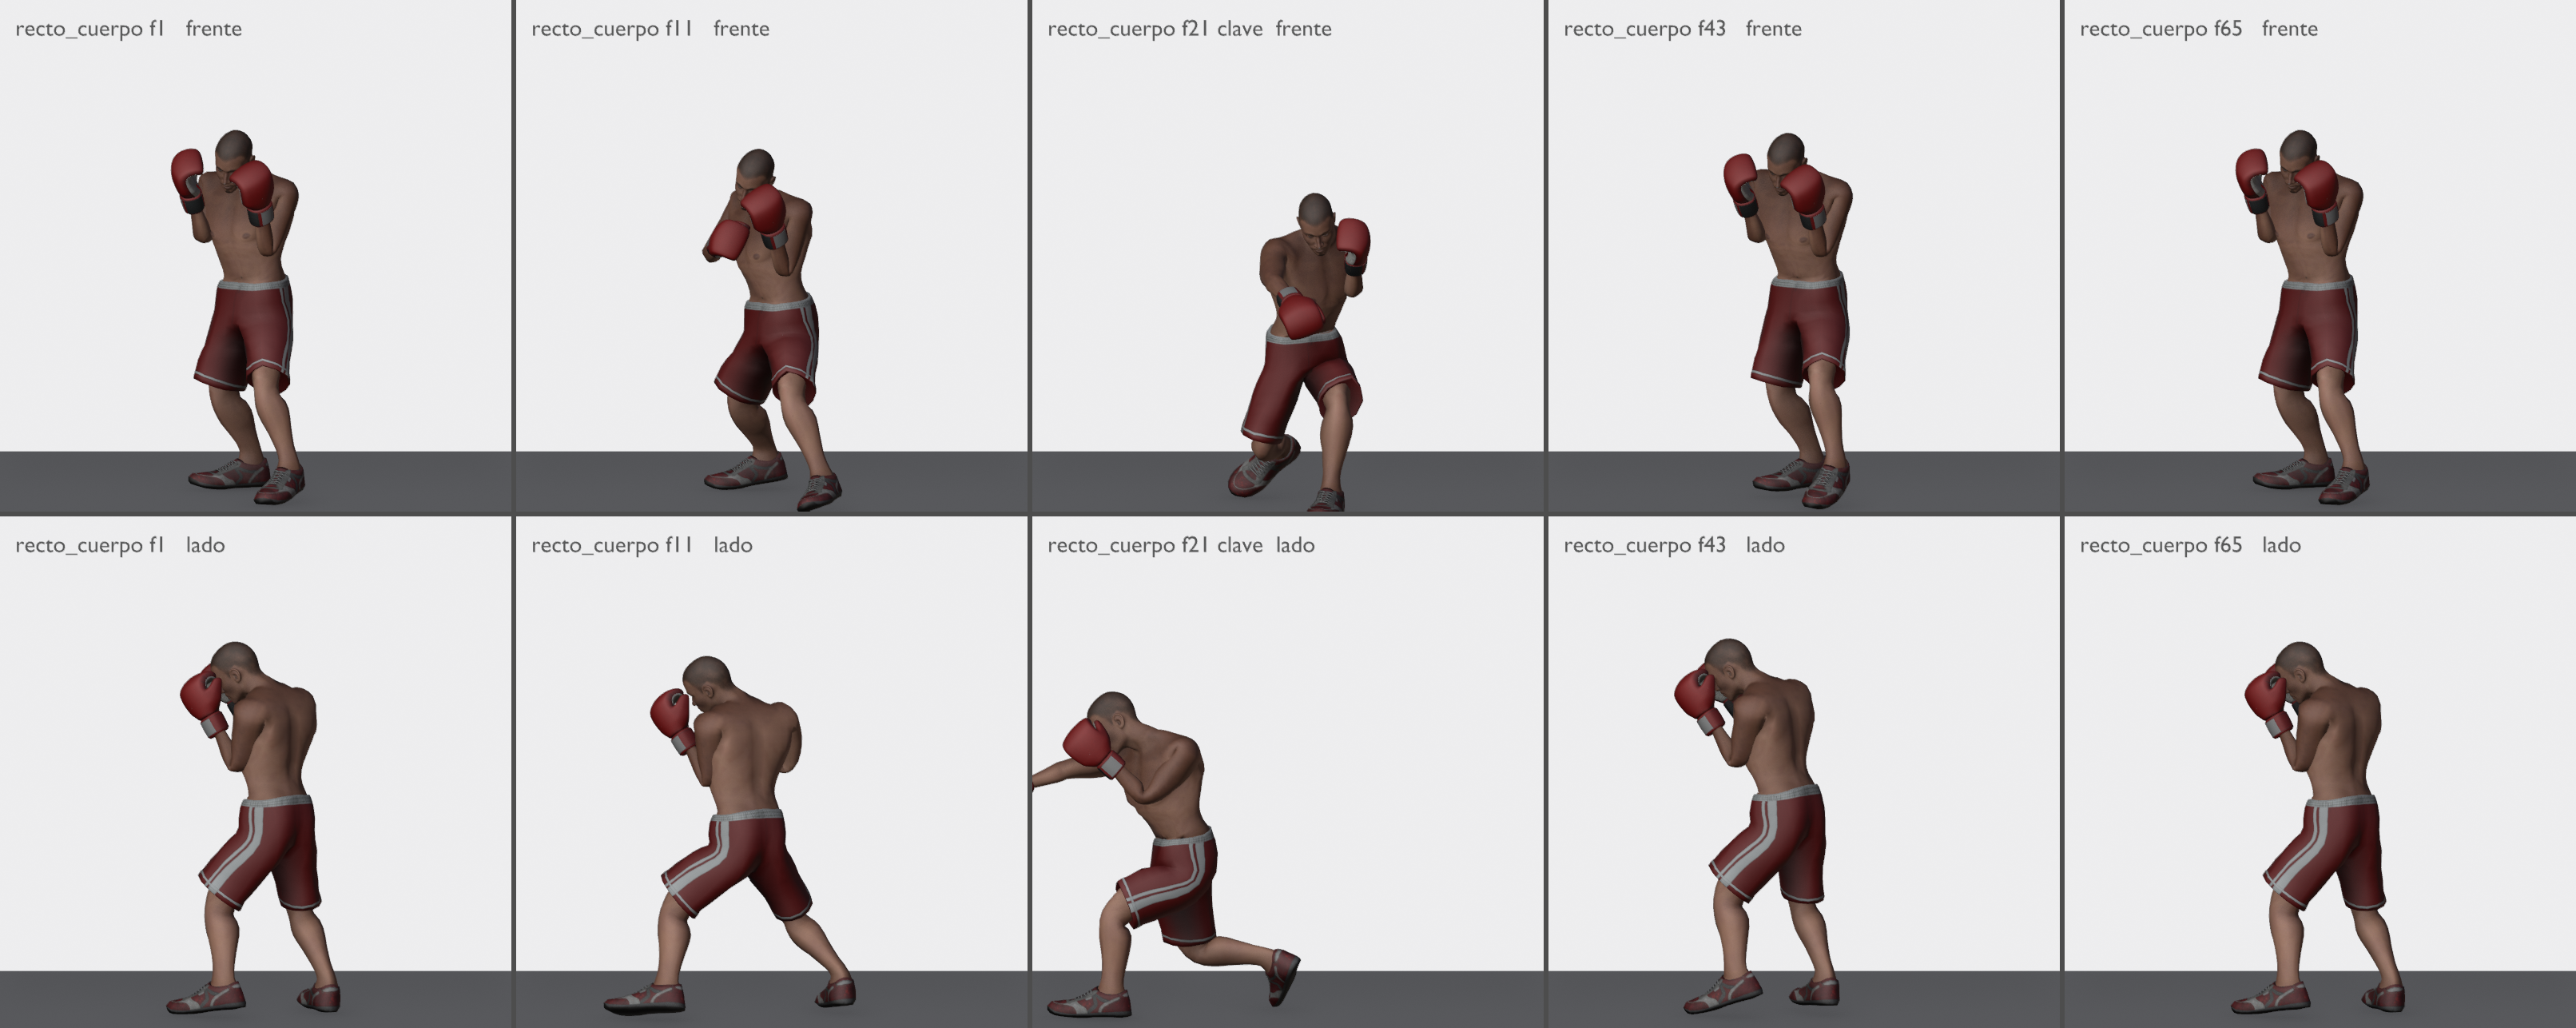 recto_cuerpo f1 frente
recto_cuerpo f11 frente
recto_cuerpo f21 clave frente
recto_cuerpo f43 frente
recto_cuerpo f65 frente
recto_cuerpo f1 lado
recto_cuerpo f11 lado
recto_cuerpo f21 clave lado
recto_cuerpo f43 lado
recto_cuerpo f65 lado